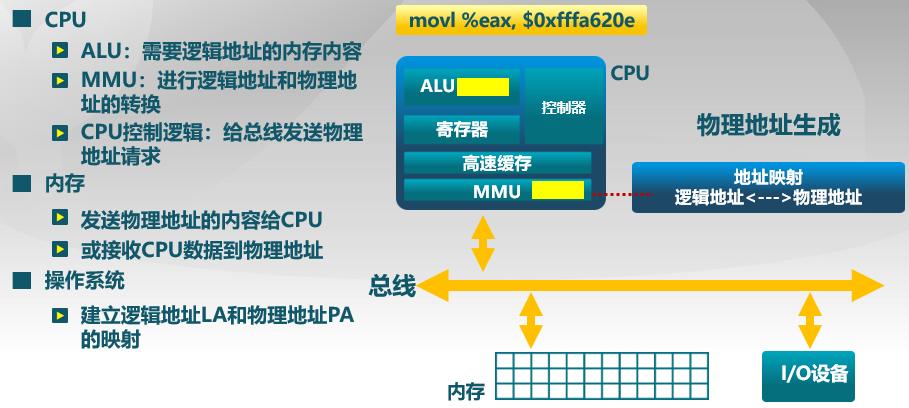 CPU
ALU：需要逻辑地址的内存内容
MMU：进行逻辑地址和物理地
址的转换
CPU控制逻辑：给总线发送物理
地址请求
内存
发送物理地址的内容给CPU
或接收CPU数据到物理地址
操作系统
建立逻辑地址LA和物理地址PA
的映射
movl %eax, $0xfffa620e
CPU
ALU
控制器
寄存器
高速缓存
MMU
物理地址生成
地址映射
逻辑地址<--->物理地址
总线
内存
I/O设备